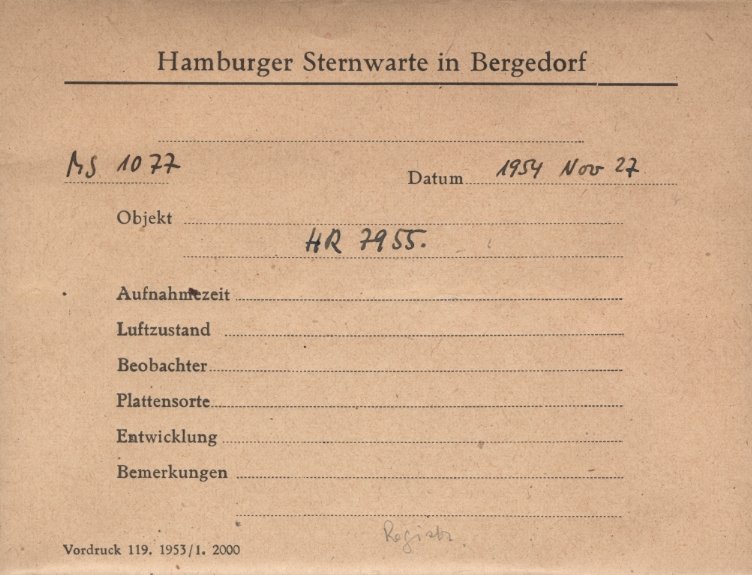 Hamburger Sternwarte in Bergedorf
MS 1077
Datum 1954 Nov 27
Objekt
HR 7955.
Aufnahmezeit
Luftzustand
Beobachter
Plattensorte
Entwicklung
Bemerkungen
Vordruck 119. 1953/1. 2000